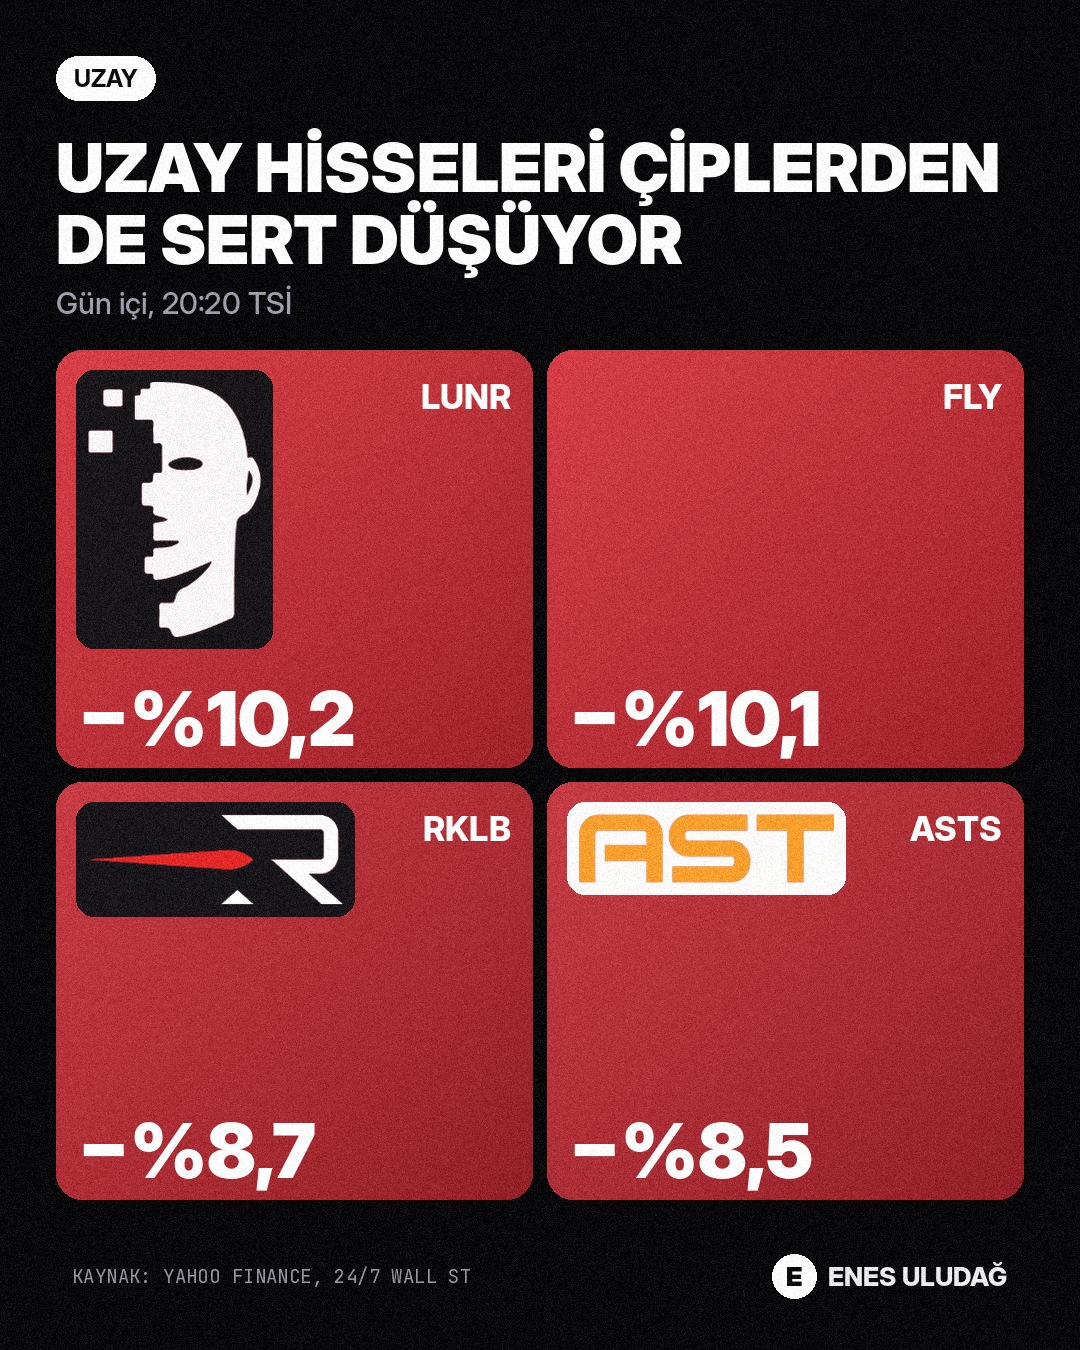 UZAY
UZAY HİSSELERİ ÇİPLERDEN
DE SERT DÜŞÜYOR
Gün içi, 20:20 TSİ
LUNR
−%10,2
FLY
−%10,1
R
RKLB
−%8,7
AST
ASTS
−%8,5
KAYNAK: YAHOO FINANCE, 24/7 WALL ST
E ENES ULUDAĞ